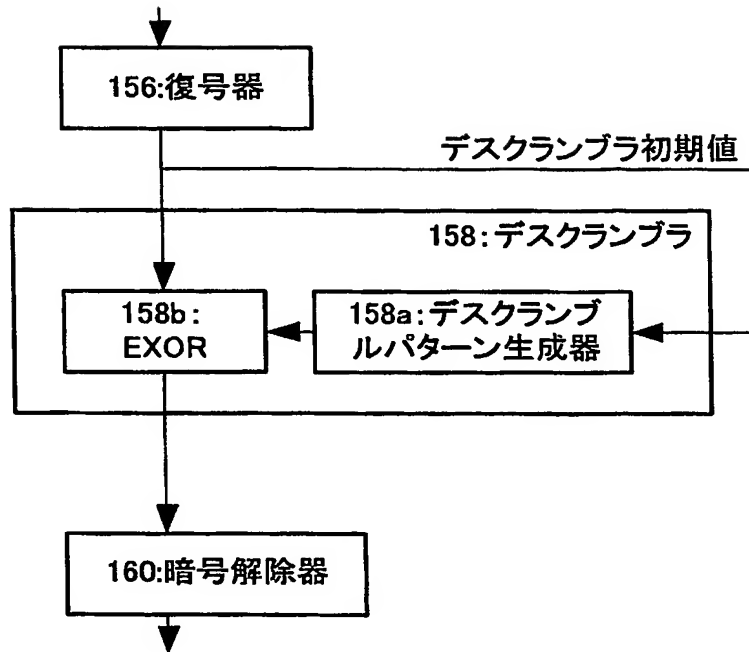 156:復号器
デスクランブラ初期値
158:デスクランブラ
158b:
EXOR
158a:デスクランブ
ルパターン生成器
160:暗号解除器